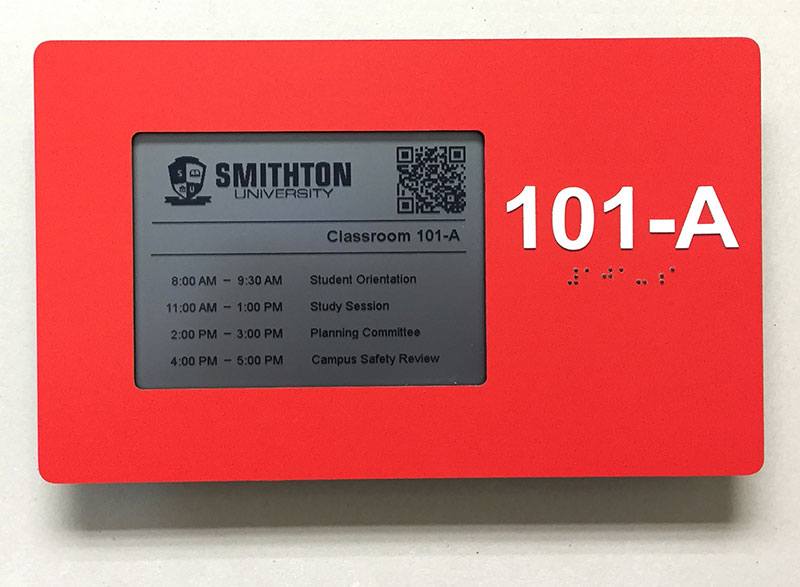 SMITHTON
UNIVERSITY
Classroom 101-A
8:00 AM – 9:30 AM Student Orientation
11:00 AM – 1:00 PM Study Session
2:00 PM – 3:00 PM Planning Committee
4:00 PM – 5:00 PM Campus Safety Review
101-A